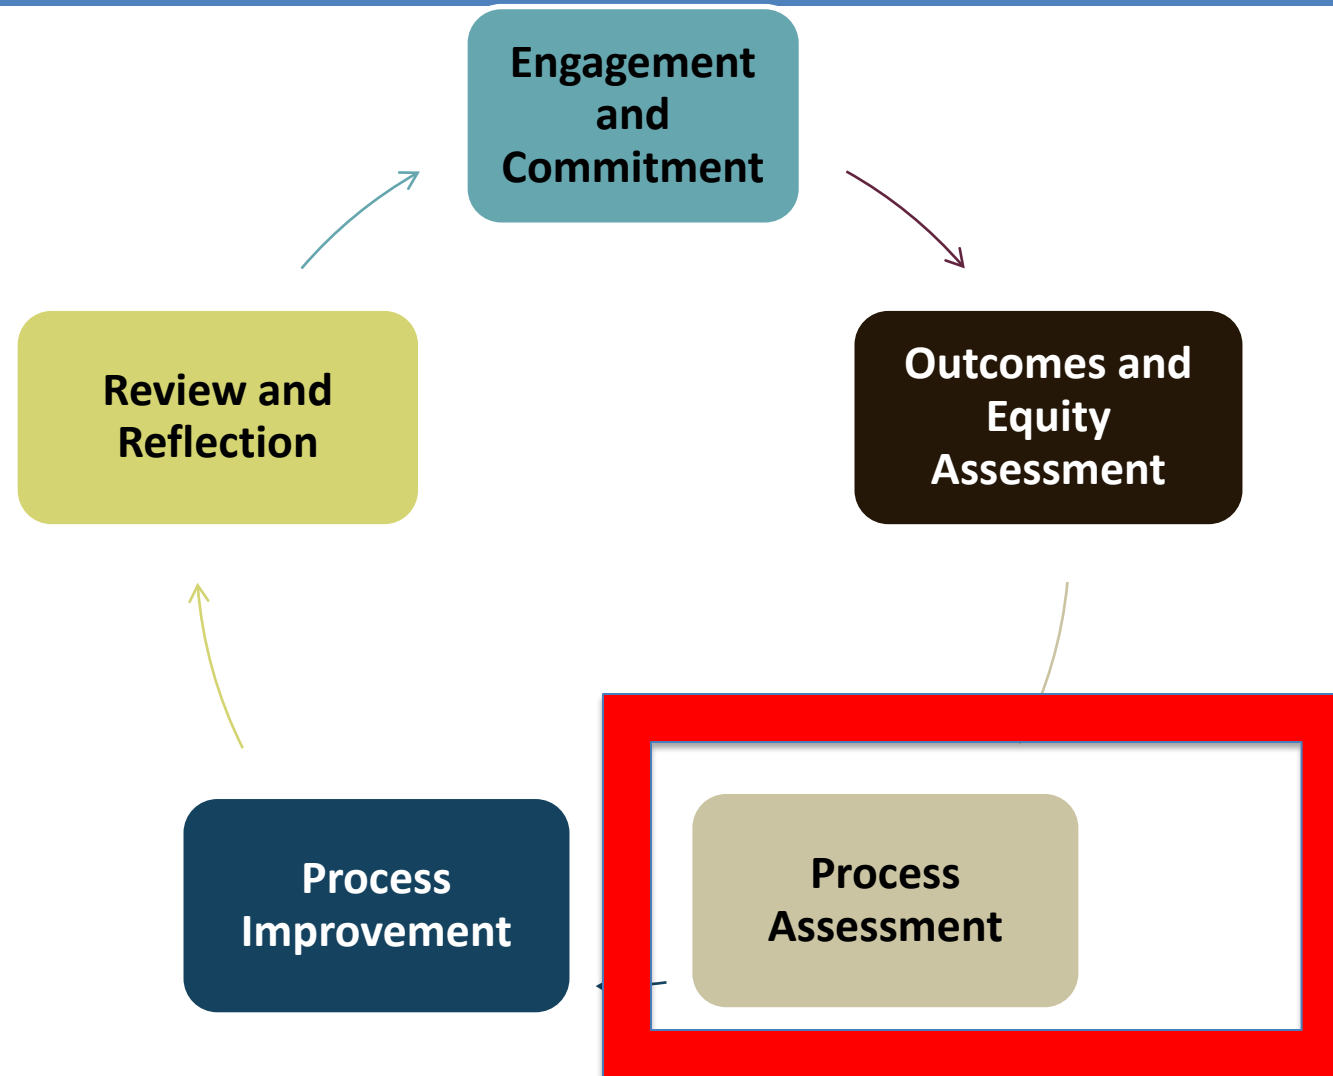 Engagement
and
Commitment
Outcomes and
Equity
Assessment
Process
Assessment
Process
Improvement
Review and
Reflection